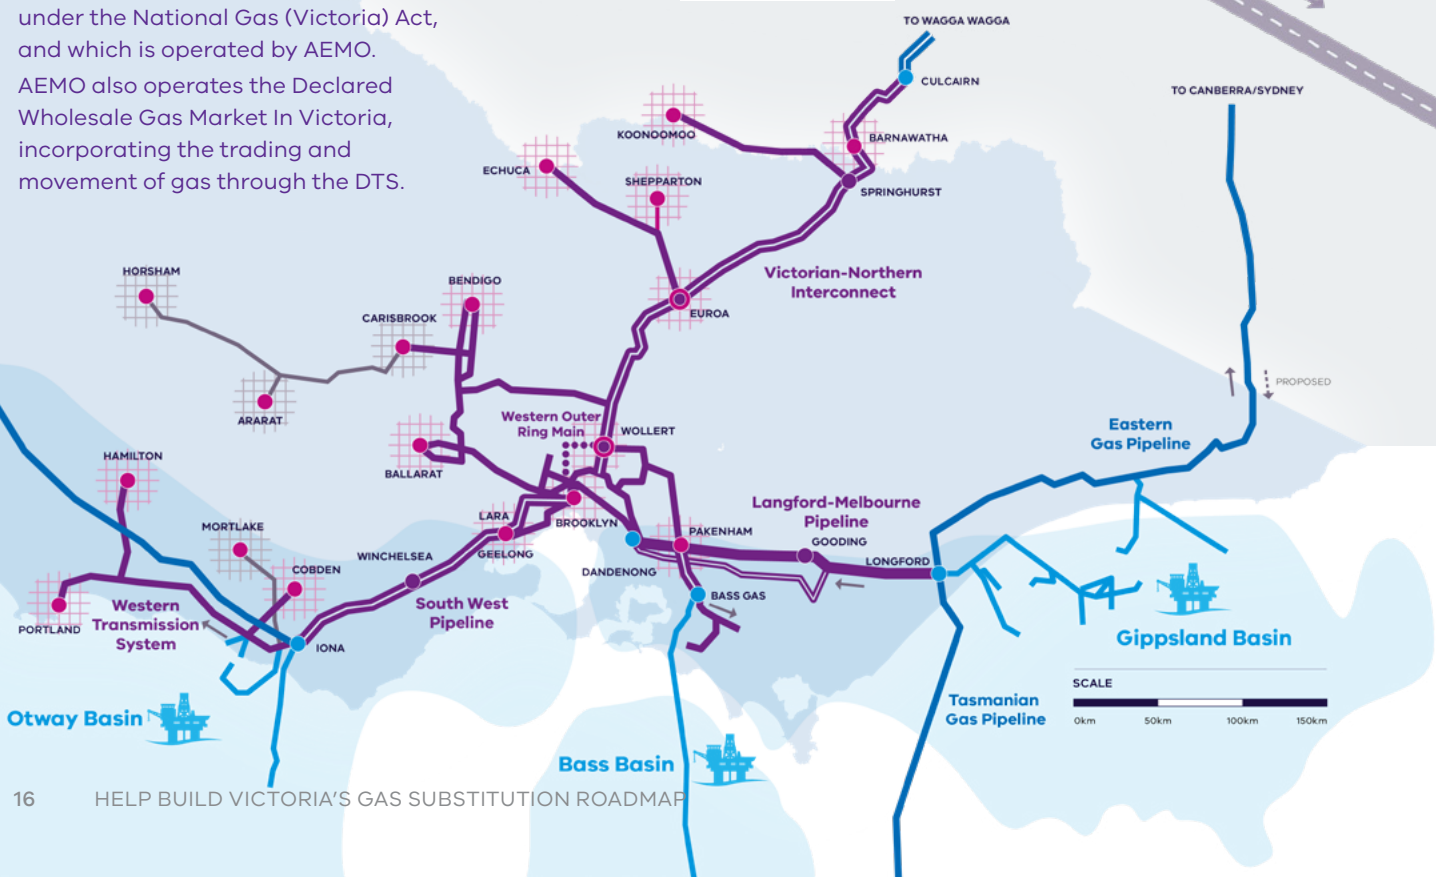 under the National Gas (Victoria) Act,
and which is operated by AEMO.
AEMO also operates the Declared
Wholesale Gas Market In Victoria,
incorporating the trading and
movement of gas through the DTS.
TO WAGGA WAGGA
CULCAIRN
TO CANBERRA/SYDNEY
KOONOOMOO
BARNAWATHA
ECHUCA
SHEPPARTON
SPRINGHURST
HORSHAM
BENDIGO
Victorian-Northern
Interconnect
EUROA
CARISBROOK
PROPOSED
ARARAT
Western Outer
Ring Main
WOLLERT
Eastern
Gas Pipeline
HAMILTON
BALLARAT
Langford-Melbourne
Pipeline
LARA
BROOKLYN
MORTLAKE
PAKENHAM
GOODING
GEELONG
WINCHELSEA
LONGFORD
COBDEN
DANDENONG
BASS GAS
Western
Transmission
System
South West
Pipeline
PORTLAND
IONA
Gippsland Basin
SCALE
0km
50km
100km
150km
Tasmanian
Gas Pipeline
Otway Basin
Bass Basin
16
HELP BUILD VICTORIA'S GAS SUBSTITUTION ROADMAP